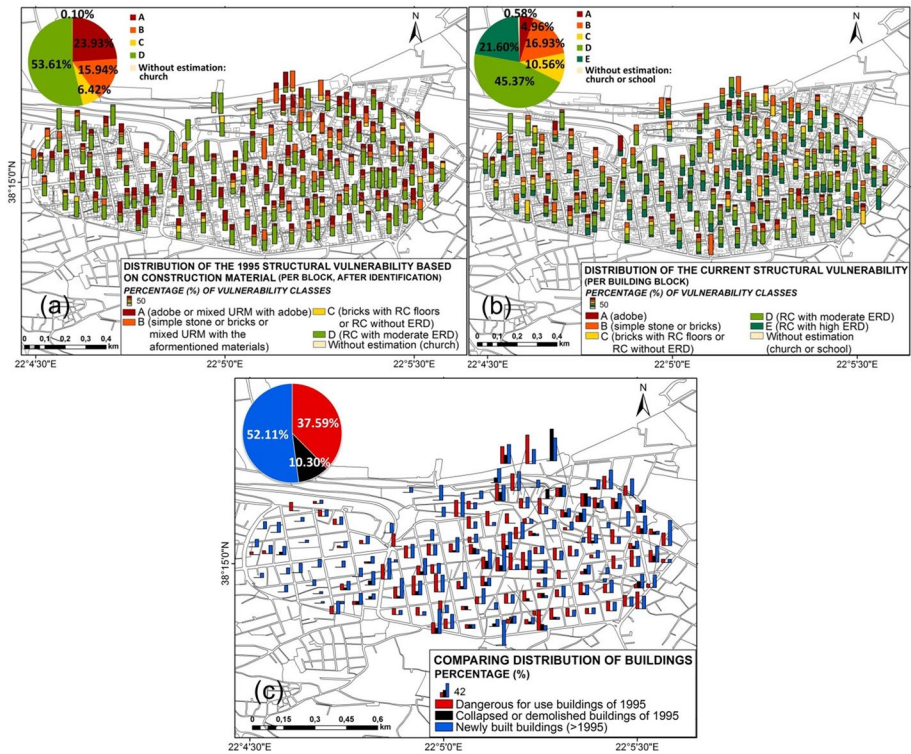 0.10%
A
B
C
D
Without estimation:
church
23.93%
53.61%
15.94%
6.42%
N
38°15'0"N
(a)
DISTRIBUTION OF THE 1995 STRUCTURAL VULNERABILITY BASED
ON CONSTRUCTION MATERIAL (PER BLOCK, AFTER IDENTIFICATION)
PERCENTAGE (%) OF VULNERABILITY CLASSES
50
A (adobe or mixed URM with adobe)
B (simple stone or bricks or
mixed URM with the
aformentioned materials)
C (bricks with RC floors
or RC without ERD)
D (RC with moderate ERD)
Without estimation (church)
0 0,1 0,2 0,3 0,4
km
22°4'30"E 22°5'0"E 22°5'30"E
0.58%
A
B
C
D
E
Without estimation:
church or school
4.96%
21.60%
16.93%
10.56%
45.37%
N
(b)
DISTRIBUTION OF THE CURRENT STRUCTURAL VULNERABILITY
(PER BUILDING BLOCK)
PERCENTAGE (%) OF VULNERABILITY CLASSES
50
A (adobe)
B (simple stone or bricks)
C (bricks with RC floors or
RC without ERD)
D (RC with moderate ERD)
E (RC with high ERD)
Without estimation
(church or school)
0 0,1 0,2 0,3 0,4
km
22°4'30"E 22°5'0"E 22°5'30"E
52.11%
37.59%
10.30%
N
38°15'0"N
(c)
COMPARING DISTRIBUTION OF BUILDINGS
PERCENTAGE (%)
42
Dangerous for use buildings of 1995
Collapsed or demolished buildings of 1995
Newly built buildings (>1995)
0 0,15 0,3 0,45 0,6
km
22°4'30"E 22°5'0"E 22°5'30"E